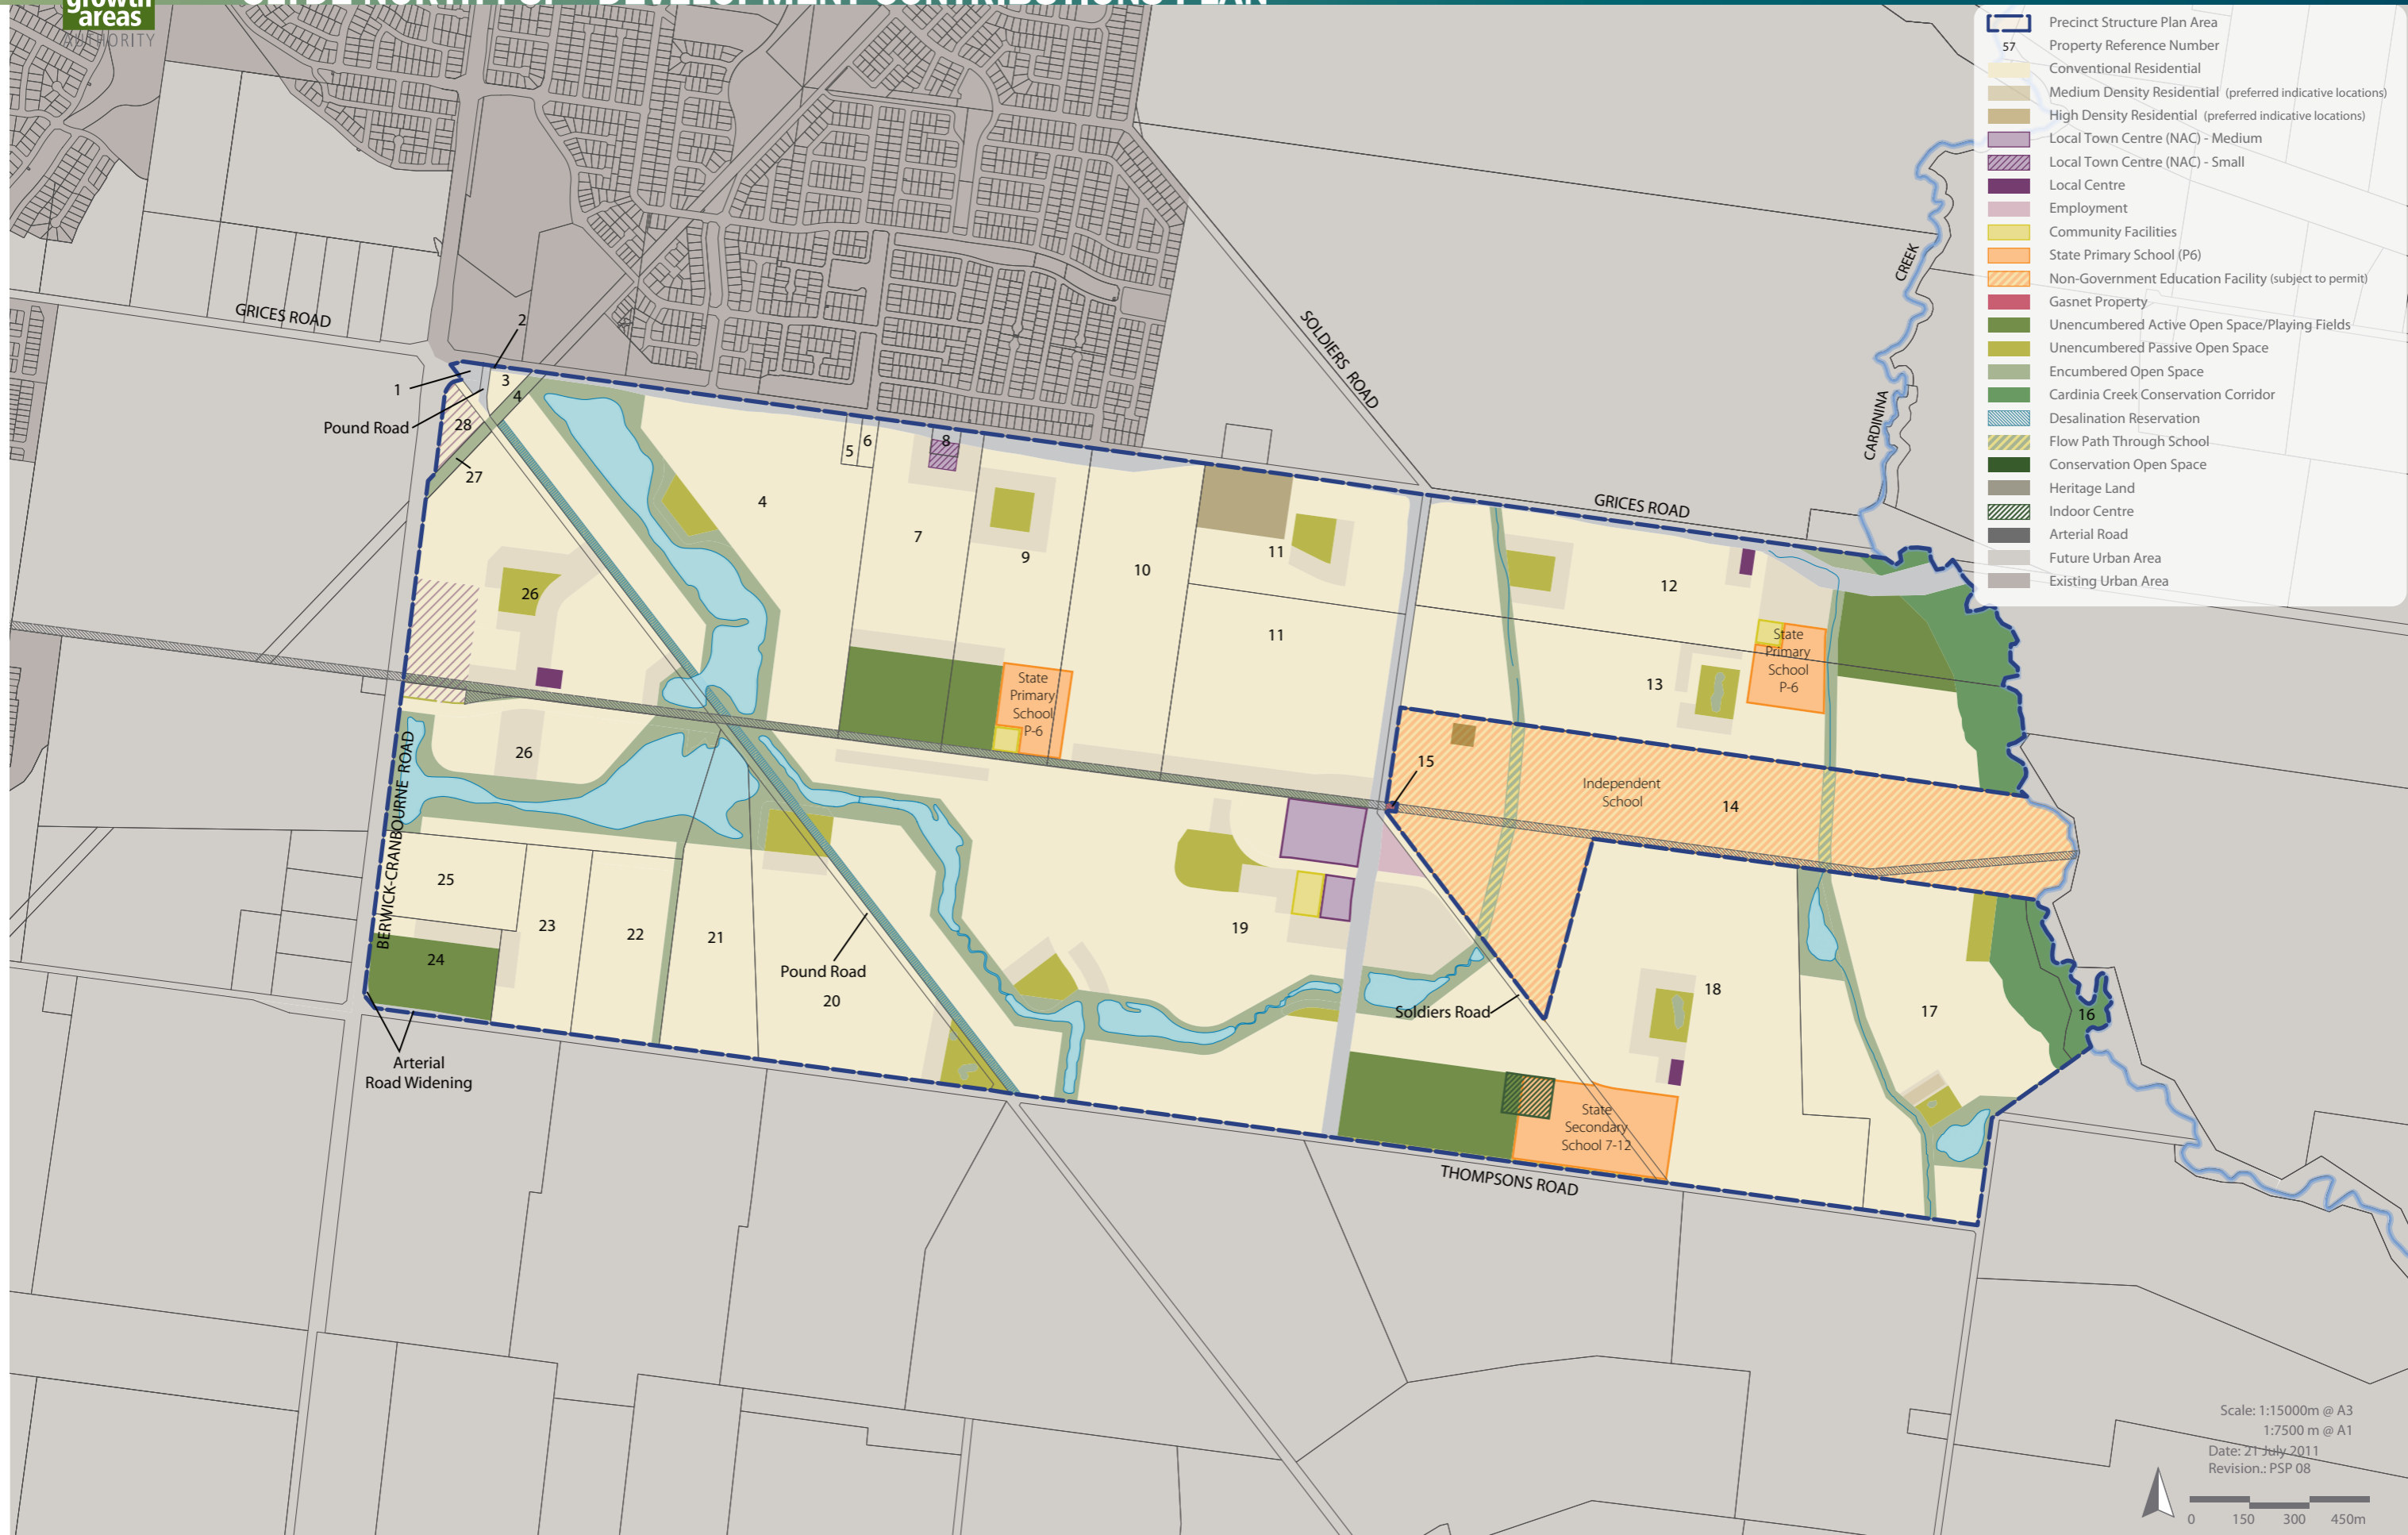 growth
areas
AUTHORITY
CLYDE NORTH PSP - DEVELOPMENT CONTRIBUTIONS PLAN
Precinct Structure Plan Area
57
Property Reference Number
Conventional Residential
Medium Density Residential (preferred indicative locations)
High Density Residential (preferred indicative locations)
Local Town Centre (NAC) - Medium
Local Town Centre (NAC) - Small
Local Centre
Employment
Community Facilities
State Primary School (P6)
Non-Government Education Facility (subject to permit)
Gasnet Property
Unencumbered Active Open Space/Playing Fields
Unencumbered Passive Open Space
Encumbered Open Space
Cardinia Creek Conservation Corridor
Desalination Reservation
Flow Path Through School
Conservation Open Space
Heritage Land
Indoor Centre
Arterial Road
Future Urban Area
Existing Urban Area
GRICES ROAD
SOLDIERS ROAD
CREEK
CARDININA
GRICES ROAD
2
1
3
4
Pound Road
28
27
5
6
8
4
7
9
10
11
11
12
13
26
State
Primary
School
P-6
State
Primary
School
P-6
26
15
Independent
School
14
BERWICK-CRANBOURNE ROAD
25
24
23
22
21
Pound Road
20
19
Soldiers Road
18
17
16
Arterial
Road Widening
State
Secondary
School 7-12
THOMPSONS ROAD
Scale: 1:15000m @ A3
1:7500 m @ A1
Date: 21 July 2011
Revision.: PSP 08
0 150 300 450m